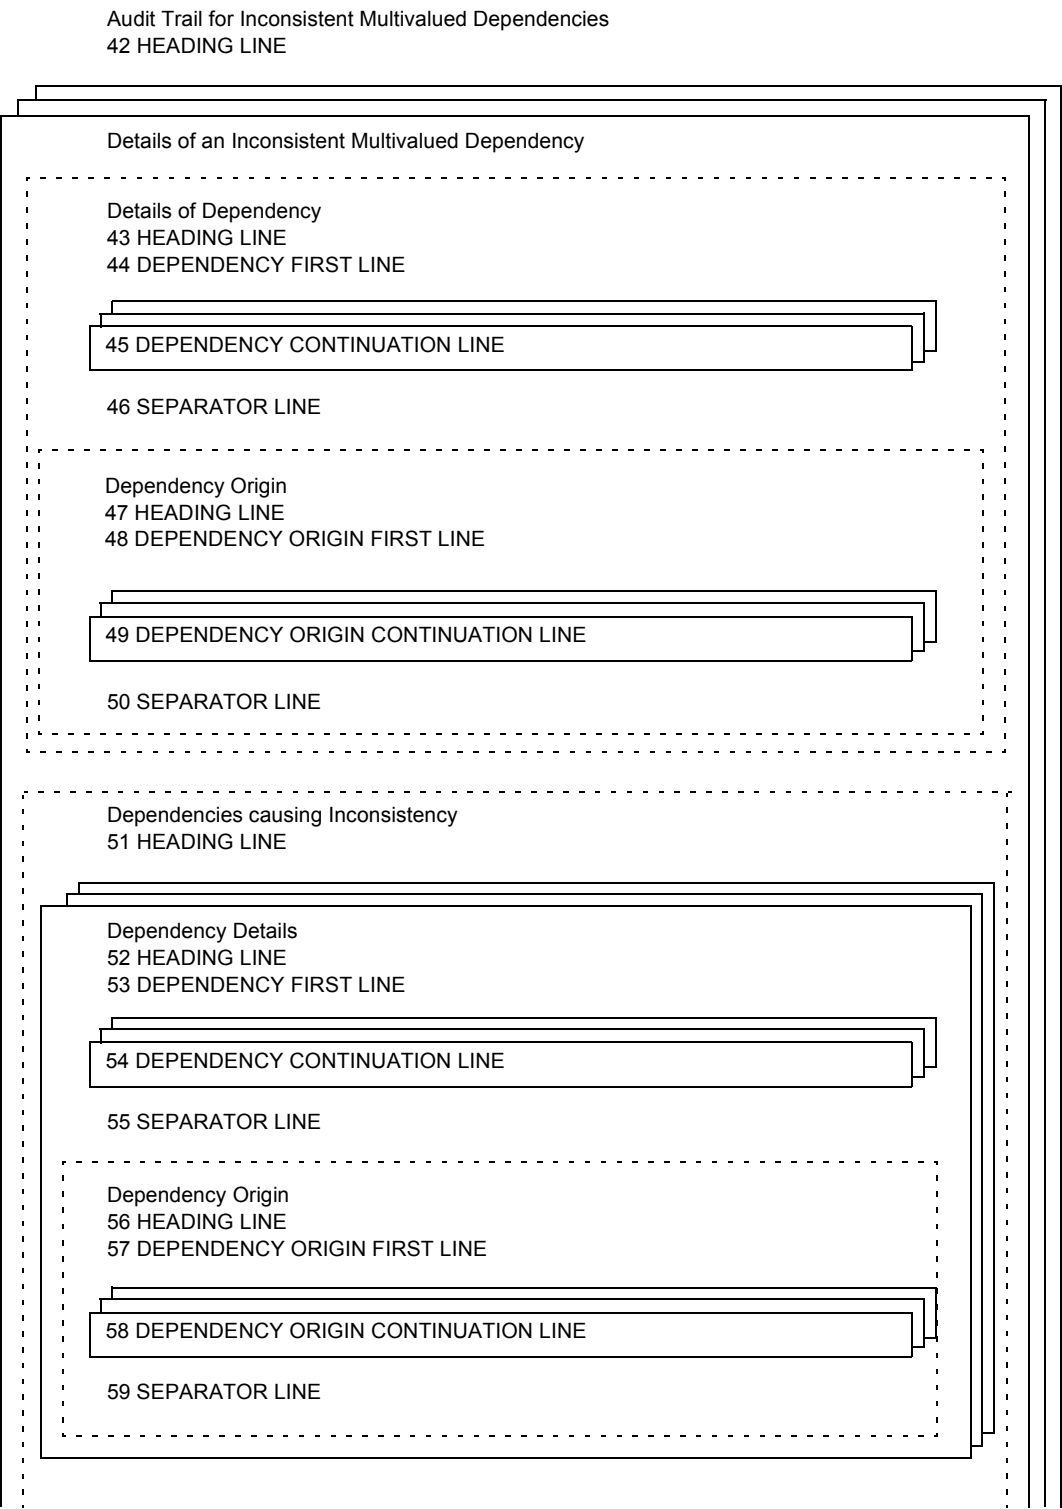 Audit Trail for Inconsistent Multivalued Dependencies
42 HEADING LINE
Details of an Inconsistent Multivalued Dependency
Details of Dependency
43 HEADING LINE
44 DEPENDENCY FIRST LINE
45 DEPENDENCY CONTINUATION LINE
46 SEPARATOR LINE
Dependency Origin
47 HEADING LINE
48 DEPENDENCY ORIGIN FIRST LINE
49 DEPENDENCY ORIGIN CONTINUATION LINE
50 SEPARATOR LINE
Dependencies causing Inconsistency
51 HEADING LINE
Dependency Details
52 HEADING LINE
53 DEPENDENCY FIRST LINE
54 DEPENDENCY CONTINUATION LINE
55 SEPARATOR LINE
Dependency Origin
56 HEADING LINE
57 DEPENDENCY ORIGIN FIRST LINE
58 DEPENDENCY ORIGIN CONTINUATION LINE
59 SEPARATOR LINE